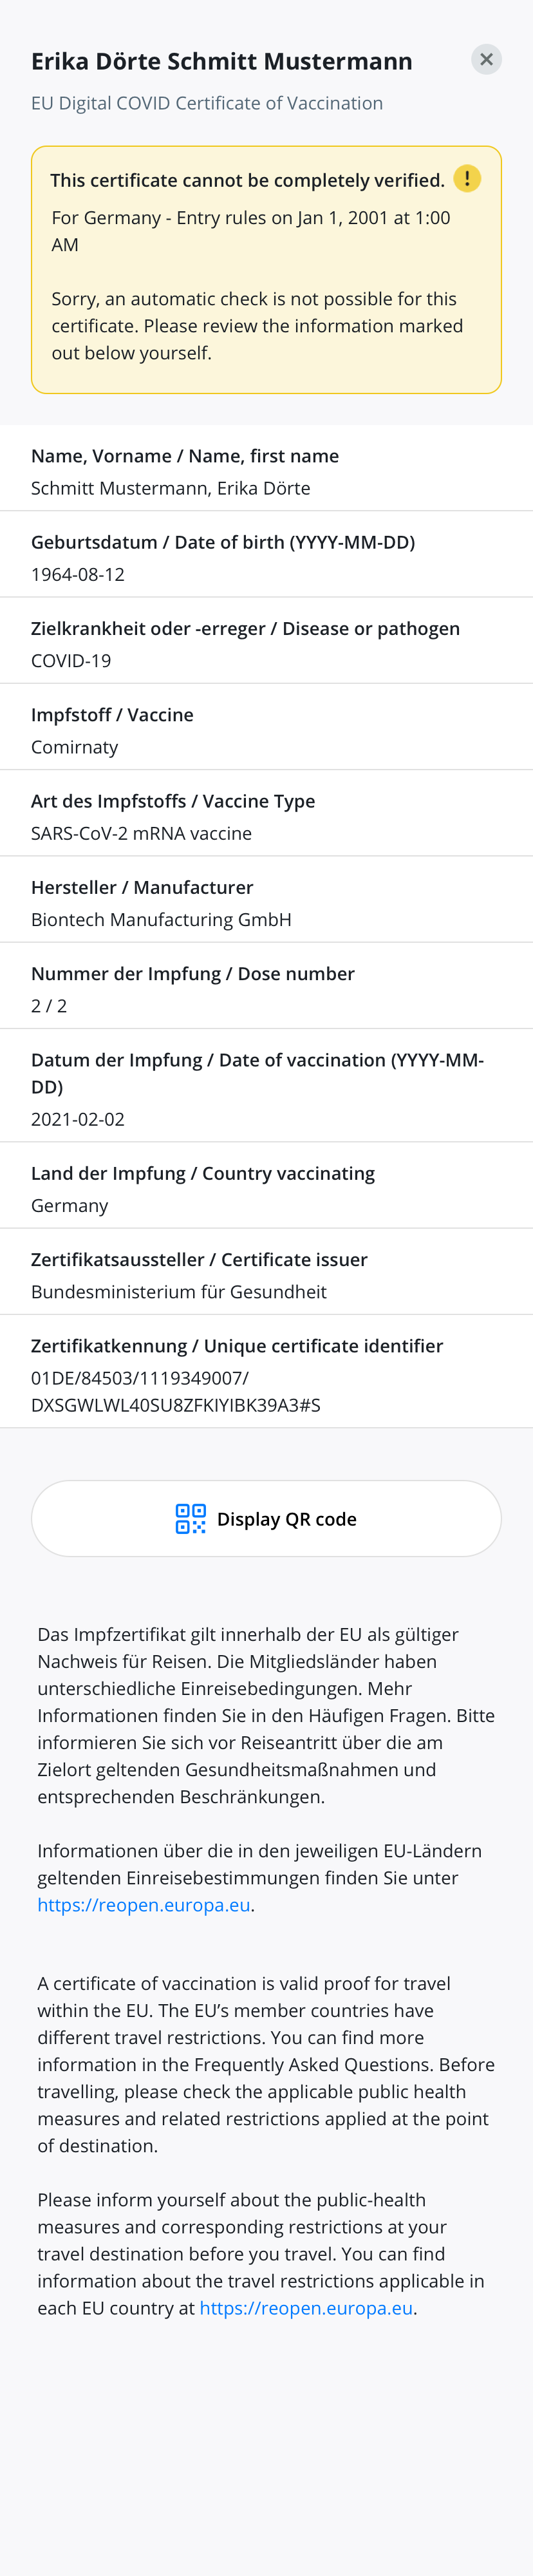 Erika Dörte Schmitt Mustermann
EU Digital COVID Certificate of Vaccination
This certificate cannot be completely verified.
For Germany - Entry rules on Jan 1, 2001 at 1:00
AM
Sorry, an automatic check is not possible for this
certificate. Please review the information marked
out below yourself.
Name, Vorname / Name, first name
Schmitt Mustermann, Erika Dörte
Geburtsdatum / Date of birth (YYYY-MM-DD)
1964-08-12
Zielkrankheit oder -erreger / Disease or pathogen
COVID-19
Impfstoff / Vaccine
Comirnaty
Art des Impfstoffs / Vaccine Type
SARS-CoV-2 mRNA vaccine
Hersteller / Manufacturer
Biontech Manufacturing GmbH
Nummer der Impfung / Dose number
2 / 2
Datum der Impfung / Date of vaccination (YYYY-MM-
DD)
2021-02-02
Land der Impfung / Country vaccinating
Germany
Zertifikatsaussteller / Certificate issuer
Bundesministerium für Gesundheit
Zertifikatkennung / Unique certificate identifier
01DE/84503/1119349007/
DXSGWLWL40SU8ZFKIYIBK39A3#S
Display QR code
Das Impfzertifikat gilt innerhalb der EU als gültiger
Nachweis für Reisen. Die Mitgliedsländer haben
unterschiedliche Einreisebedingungen. Mehr
Informationen finden Sie in den Häufigen Fragen. Bitte
informieren Sie sich vor Reiseantritt über die am
Zielort geltenden Gesundheitsmaßnahmen und
entsprechenden Beschränkungen.
Informationen über die in den jeweiligen EU-Ländern
geltenden Einreisebestimmungen finden Sie unter
https://reopen.europa.eu.
A certificate of vaccination is valid proof for travel
within the EU. The EU’s member countries have
different travel restrictions. You can find more
information in the Frequently Asked Questions. Before
travelling, please check the applicable public health
measures and related restrictions applied at the point
of destination.
Please inform yourself about the public-health
measures and corresponding restrictions at your
travel destination before you travel. You can find
information about the travel restrictions applicable in
each EU country at https://reopen.europa.eu.